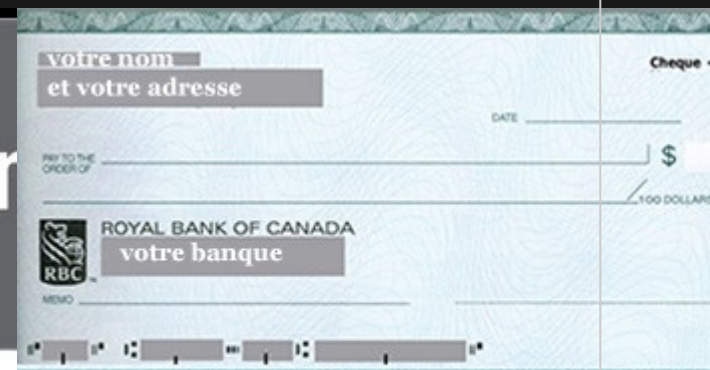 votre nom
et votre adresse
Cheque
DATE
PAY TO THE
ORDER OF
$
100 DOLLARS
ROYAL BANK OF CANADA
votre banque
RBC
MEMO